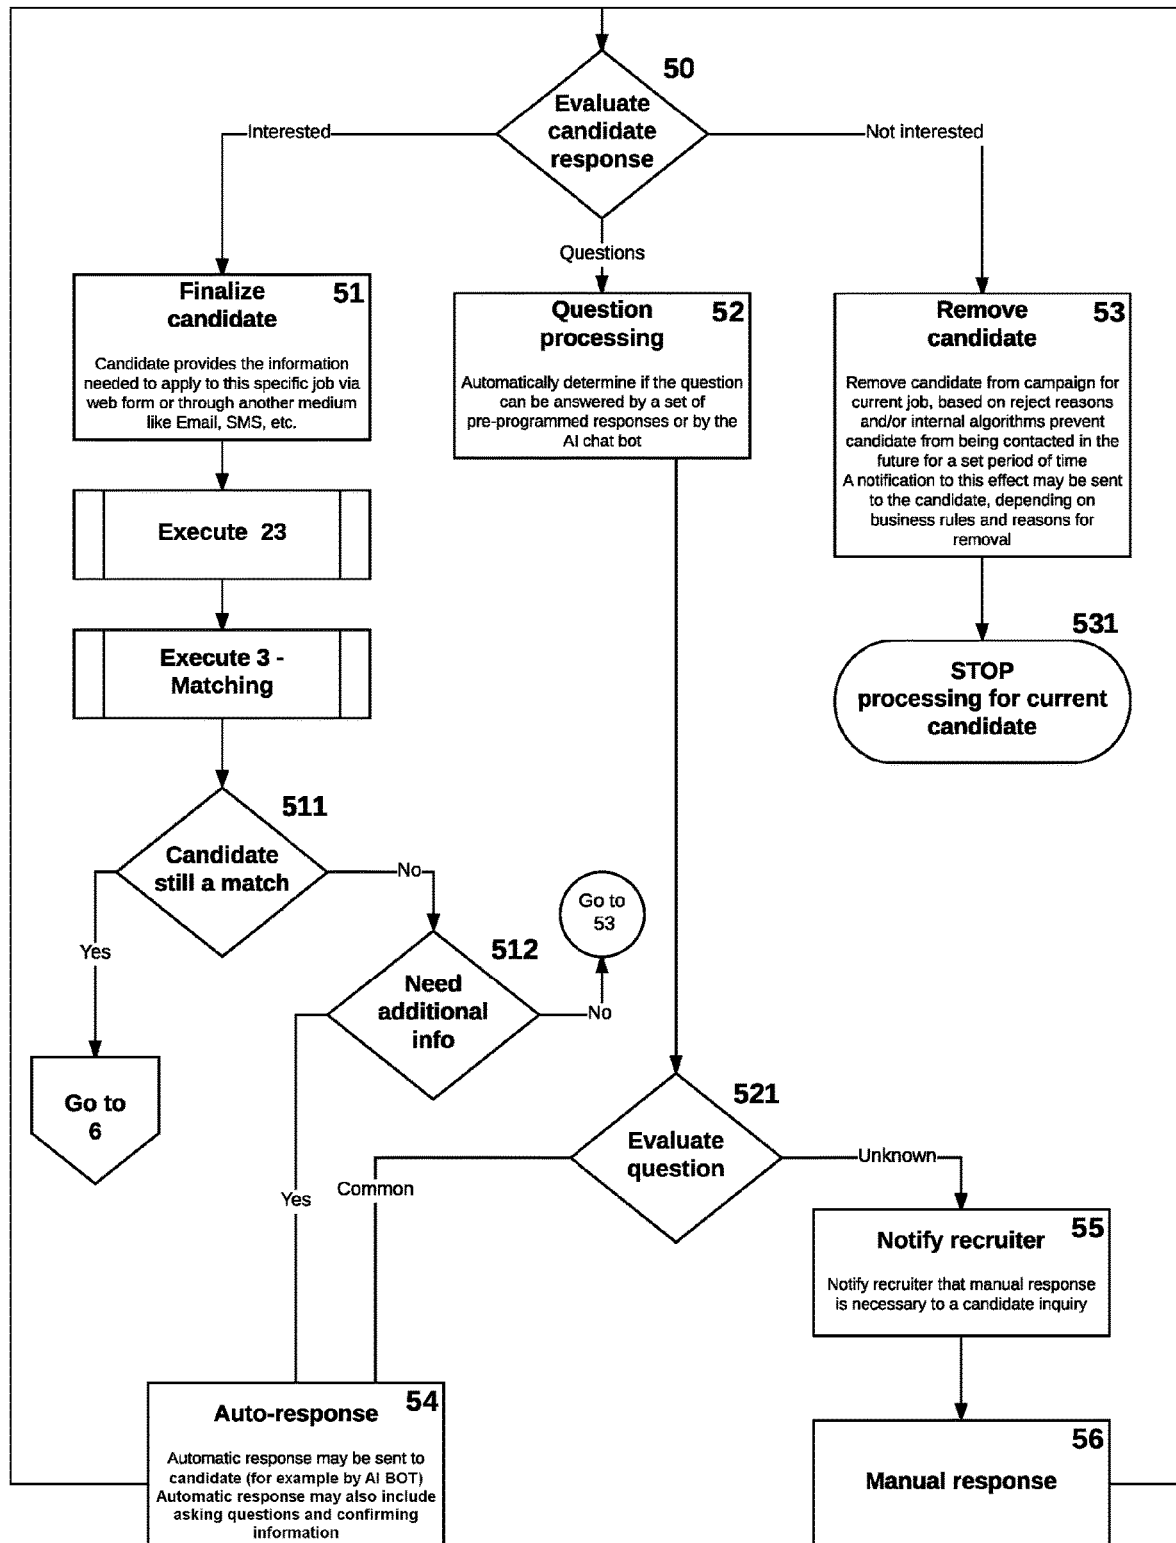 50
Evaluate
candidate
response
Interested
Not interested
Questions
Finalize
candidate
51
Candidate provides the information
needed to apply to this specific job via
web form or through another medium
like Email, SMS, etc.
Question
processing
52
Automatically determine if the question
can be answered by a set of
pre-programmed responses or by the
AI chat bot
Remove
candidate
53
Remove candidate from campaign for
current job, based on reject reasons
and/or internal algorithms prevent
candidate from being contacted in the
future for a set period of time
A notification to this effect may be sent
to the candidate, depending on
business rules and reasons for
removal
Execute 23
Execute 3 -
Matching
531
STOP
processing for current
candidate
511
Candidate
still a match
No
Yes
Go to
53
512
Need
additional
info
No
Go to
6
521
Evaluate
question
Unknown
Yes
Common
55
Notify recruiter
Notify recruiter that manual response
is necessary to a candidate inquiry
54
Auto-response
Automatic response may be sent to
candidate (for example by AI BOT)
Automatic response may also include
asking questions and confirming
information
56
Manual response